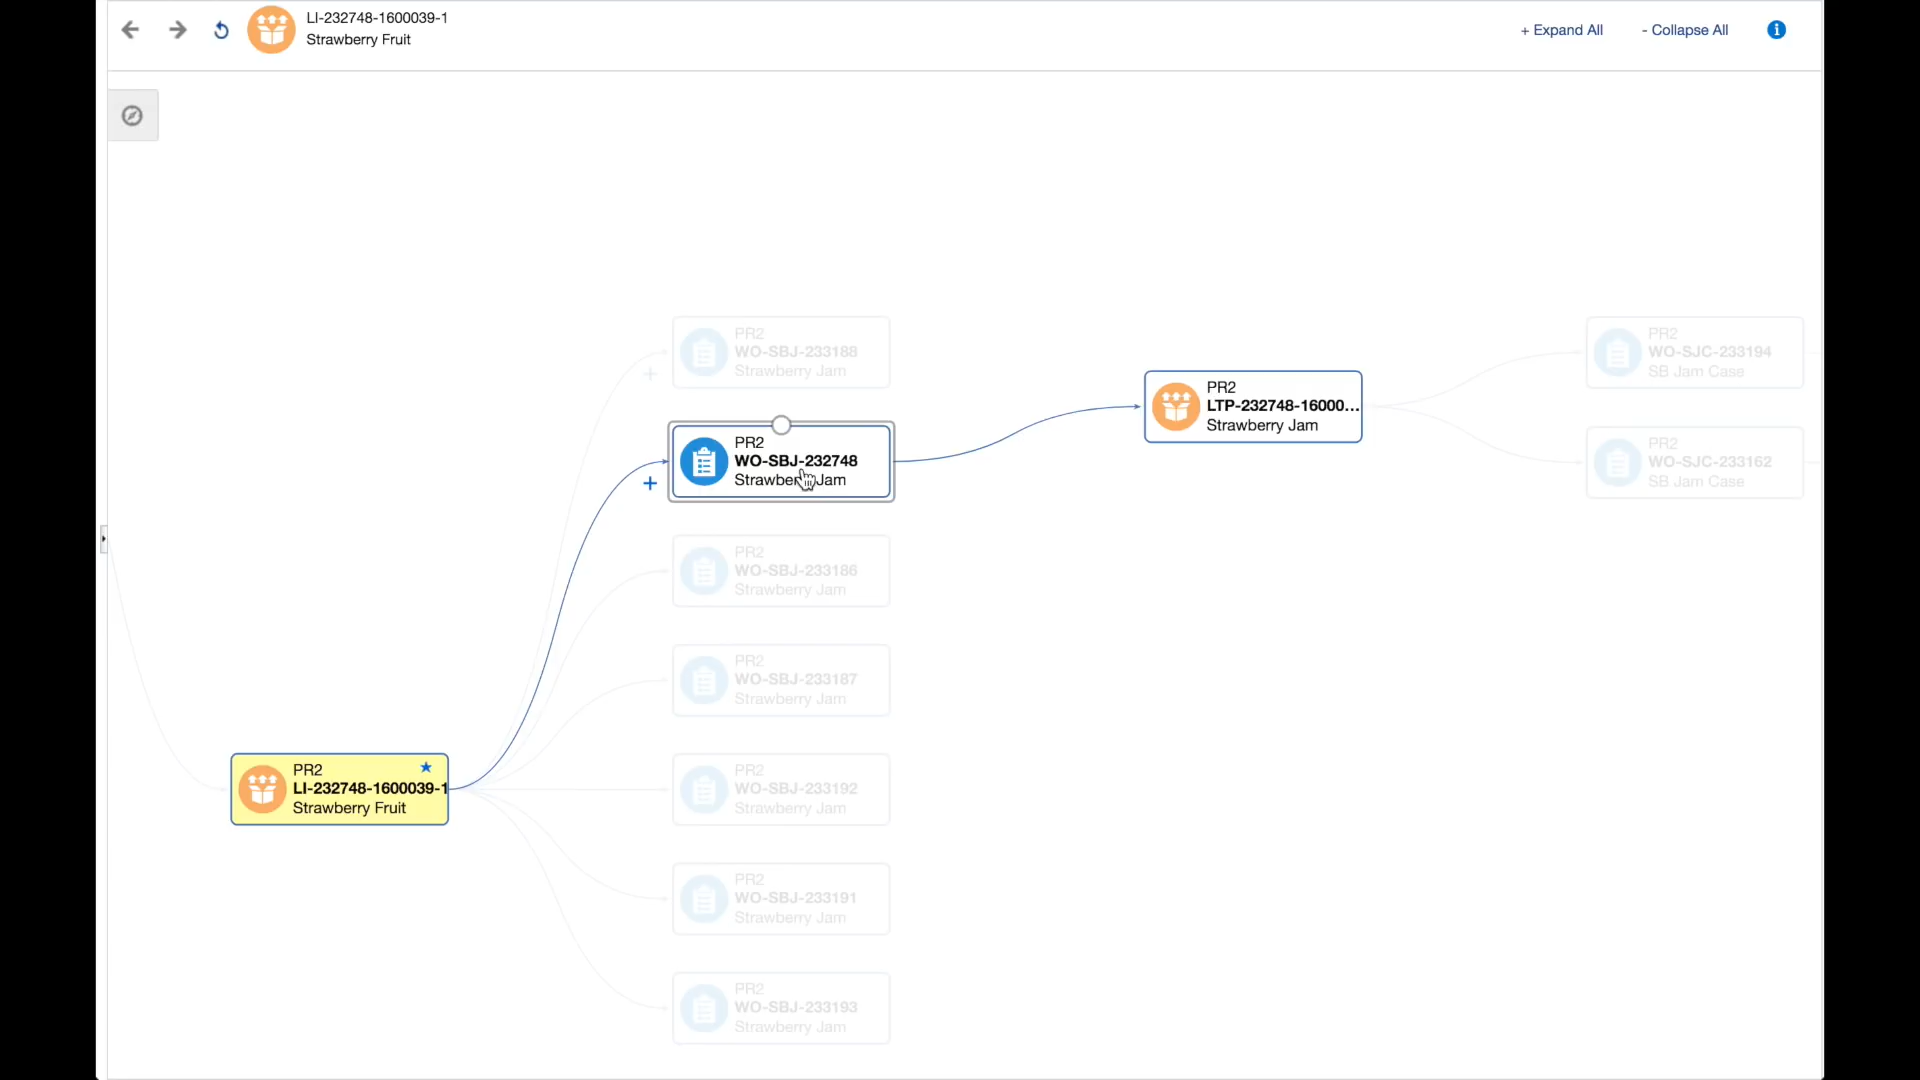 LI-232748-1600039-1
Strawberry Fruit
+ Expand All
- Collapse All
PR2
WO-SBJ-233188
Strawberry Jam
PR2
WO-SBJ-232748
Strawberry Jam
PR2
WO-SBJ-233186
Strawberry Jam
PR2
WO-SBJ-233187
Strawberry Jam
PR2
WO-SBJ-233192
Strawberry Jam
PR2
WO-SBJ-233191
Strawberry Jam
PR2
WO-SBJ-233193
Strawberry Jam
PR2
LI-232748-1600039-1
Strawberry Fruit
PR2
LTP-232748-16000...
Strawberry Jam
PR2
WO-SJC-233194
SB Jam Case
PR2
WO-SJC-233162
SB Jam Case